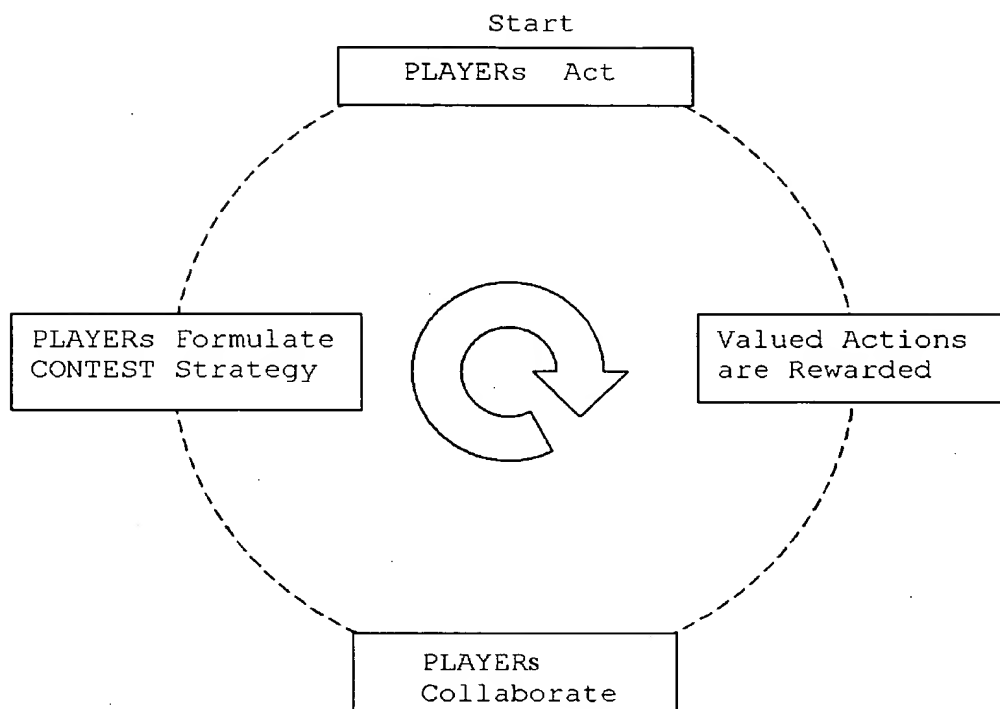 Start
PLAYERs Act
PLAYERs Formulate
CONTEST Strategy
Valued Actions
are Rewarded
PLAYERs
Collaborate